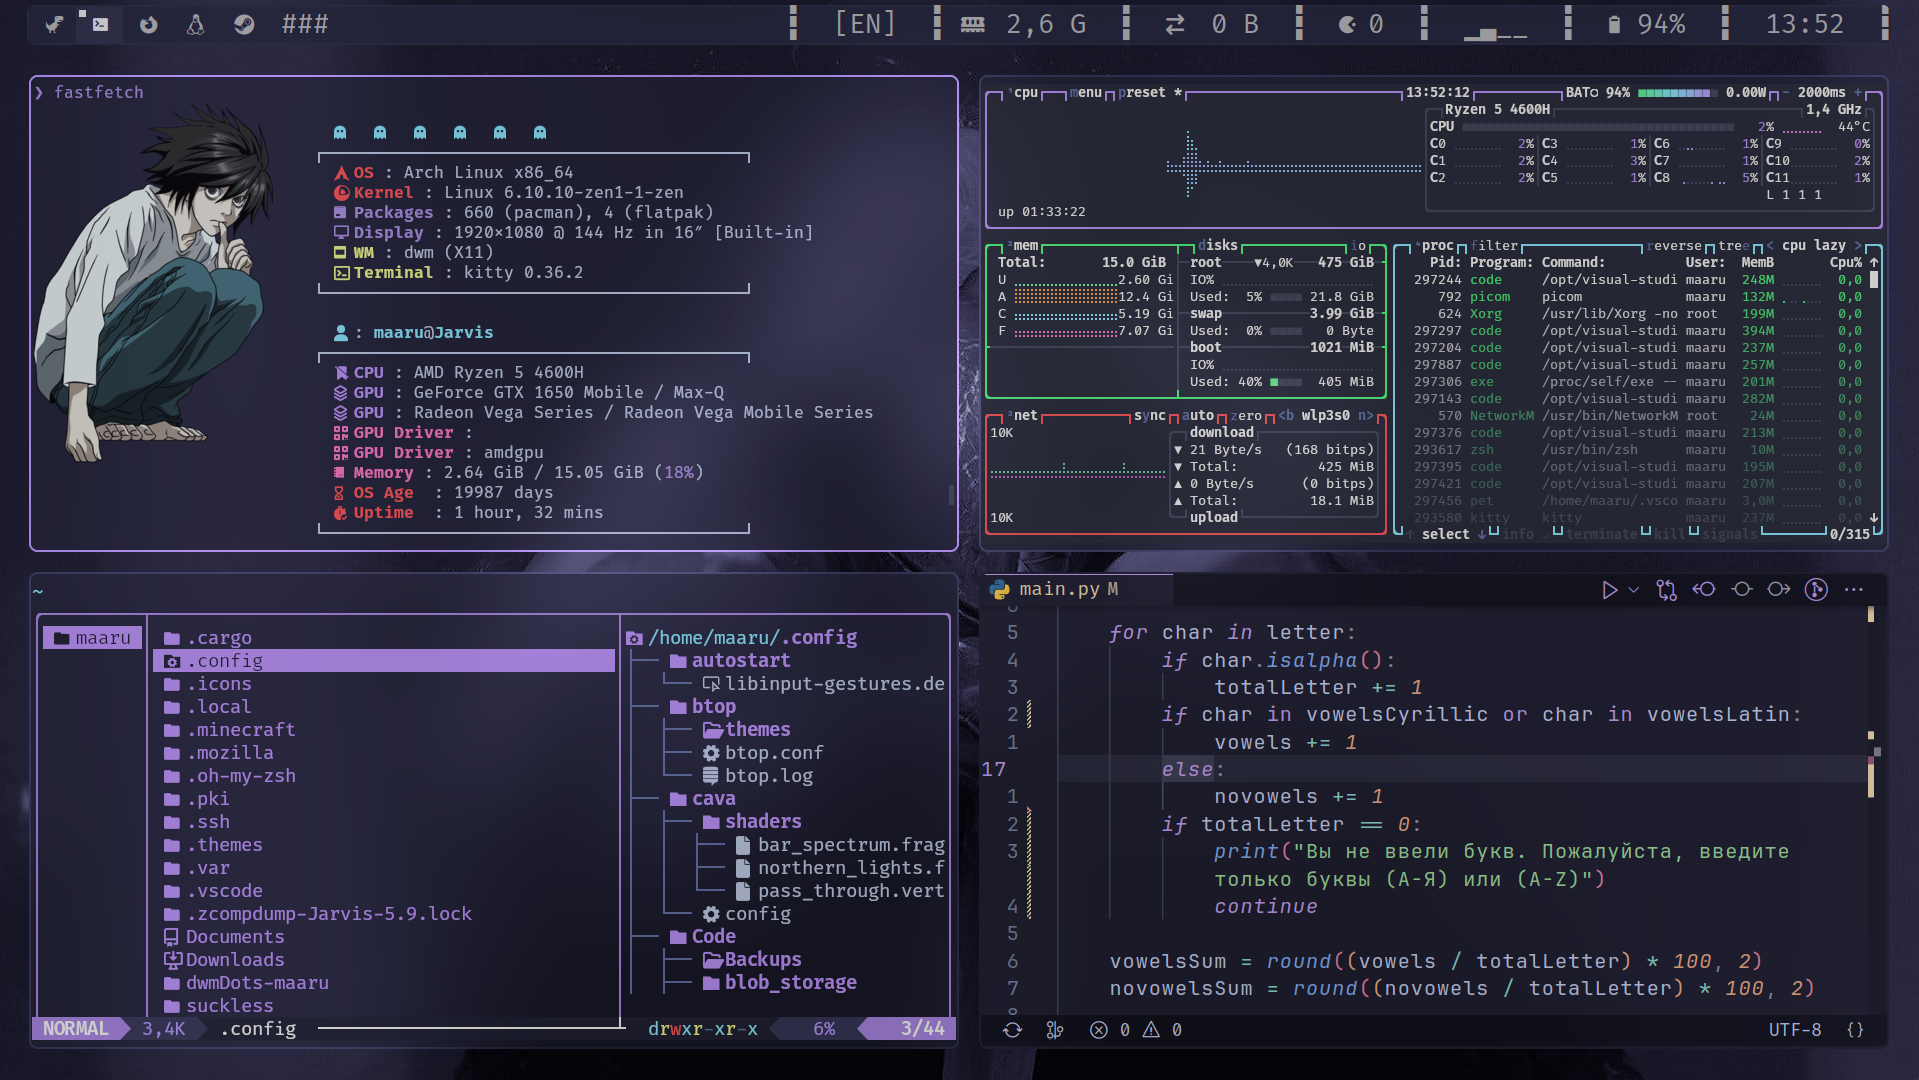 ### [EN] 2,6 G 0 B 0 94% 13:52
❯ fastfetch
OS : Arch Linux x86_64
Kernel : Linux 6.10.10-zen1-1-zen
Packages : 660 (pacman), 4 (flatpak)
Display : 1920×1080 @ 144 Hz in 16″ [Built-in]
WM : dwm (X11)
Terminal : kitty 0.36.2
: maaru@Jarvis
CPU : AMD Ryzen 5 4600H
GPU : GeForce GTX 1650 Mobile / Max-Q
GPU : Radeon Vega Series / Radeon Vega Mobile Series
GPU Driver :
GPU Driver : amdgpu
Memory : 2.64 GiB / 15.05 GiB (18%)
OS Age : 19987 days
Uptime : 1 hour, 32 mins
¹cpu menu preset * 13:52:12 BAT○ 94% 0.00W - 2000ms +
Ryzen 5 4600H 1,4 GHz
CPU 2% 44°C
C0 2% C3 1% C6 1% C9 0%
C1 2% C4 3% C7 1% C10 2%
C2 2% C5 1% C8 5% C11 1%
L 1 1 1
up 01:33:22
²mem disks io
Total: 15.0 GiB
U 2.60 Gi
A 12.4 Gi
C 5.19 Gi
F 7.07 Gi
root ▼4,0K 475 GiB
IO%
Used: 5% 21.8 GiB
swap 3.99 GiB
Used: 0% 0 Byte
boot 1021 MiB
IO%
Used: 40% 405 MiB
³net sync auto zero <b wlp3s0 n>
10K
download
▼ 21 Byte/s (168 bitps)
▼ Total: 425 MiB
▲ 0 Byte/s (0 bitps)
▲ Total: 18.1 MiB
10K
upload
⁴proc filter reverse tree < cpu lazy >
Pid: Program: Command: User: MemB Cpu% ↑
297244 code /opt/visual-studi maaru 248M 0,0
792 picom picom maaru 132M 0,0
624 Xorg /usr/lib/Xorg -no root 199M 0,0
297297 code /opt/visual-studi maaru 394M 0,0
297204 code /opt/visual-studi maaru 237M 0,0
297887 code /opt/visual-studi maaru 257M 0,0
297306 exe /proc/self/exe -- maaru 201M 0,0
297143 code /opt/visual-studi maaru 282M 0,0
570 NetworkM /usr/bin/NetworkM root 24M 0,0
297376 code /opt/visual-studi maaru 213M 0,0
293617 zsh /usr/bin/zsh maaru 10M 0,0
297395 code /opt/visual-studi maaru 195M 0,0
297421 code /opt/visual-studi maaru 207M 0,0
297456 pet /home/maaru/.vsco maaru 3,0M 0,0
293580 kitty kitty maaru 237M 0,0 ↓
↑ select ↓ info terminate kill signals 0/315
~
maaru
.cargo
.config
.icons
.local
.minecraft
.mozilla
.oh-my-zsh
.pki
.ssh
.themes
.var
.vscode
.zcompdump-Jarvis-5.9.lock
Documents
Downloads
dwmDots-maaru
suckless
/home/maaru/.config
autostart
libinput-gestures.de
btop
themes
btop.conf
btop.log
cava
shaders
bar_spectrum.frag
northern_lights.f
pass_through.vert
config
Code
Backups
blob_storage
NORMAL 3,4K .config drwxr-xr-x 6% 3/44
main.py M
6
5 for char in letter:
4 if char.isalpha():
3 totalLetter += 1
2 if char in vowelsCyrillic or char in vowelsLatin:
1 vowels += 1
17 else:
1 novowels += 1
2 if totalLetter == 0:
3 print("Вы не ввели букв. Пожалуйста, введите
только буквы (А-Я) или (A-Z)")
4 continue
5
6 vowelsSum = round((vowels / totalLetter) * 100, 2)
7 novowelsSum = round((novowels / totalLetter) * 100, 2)
8
0 0 UTF-8 {}